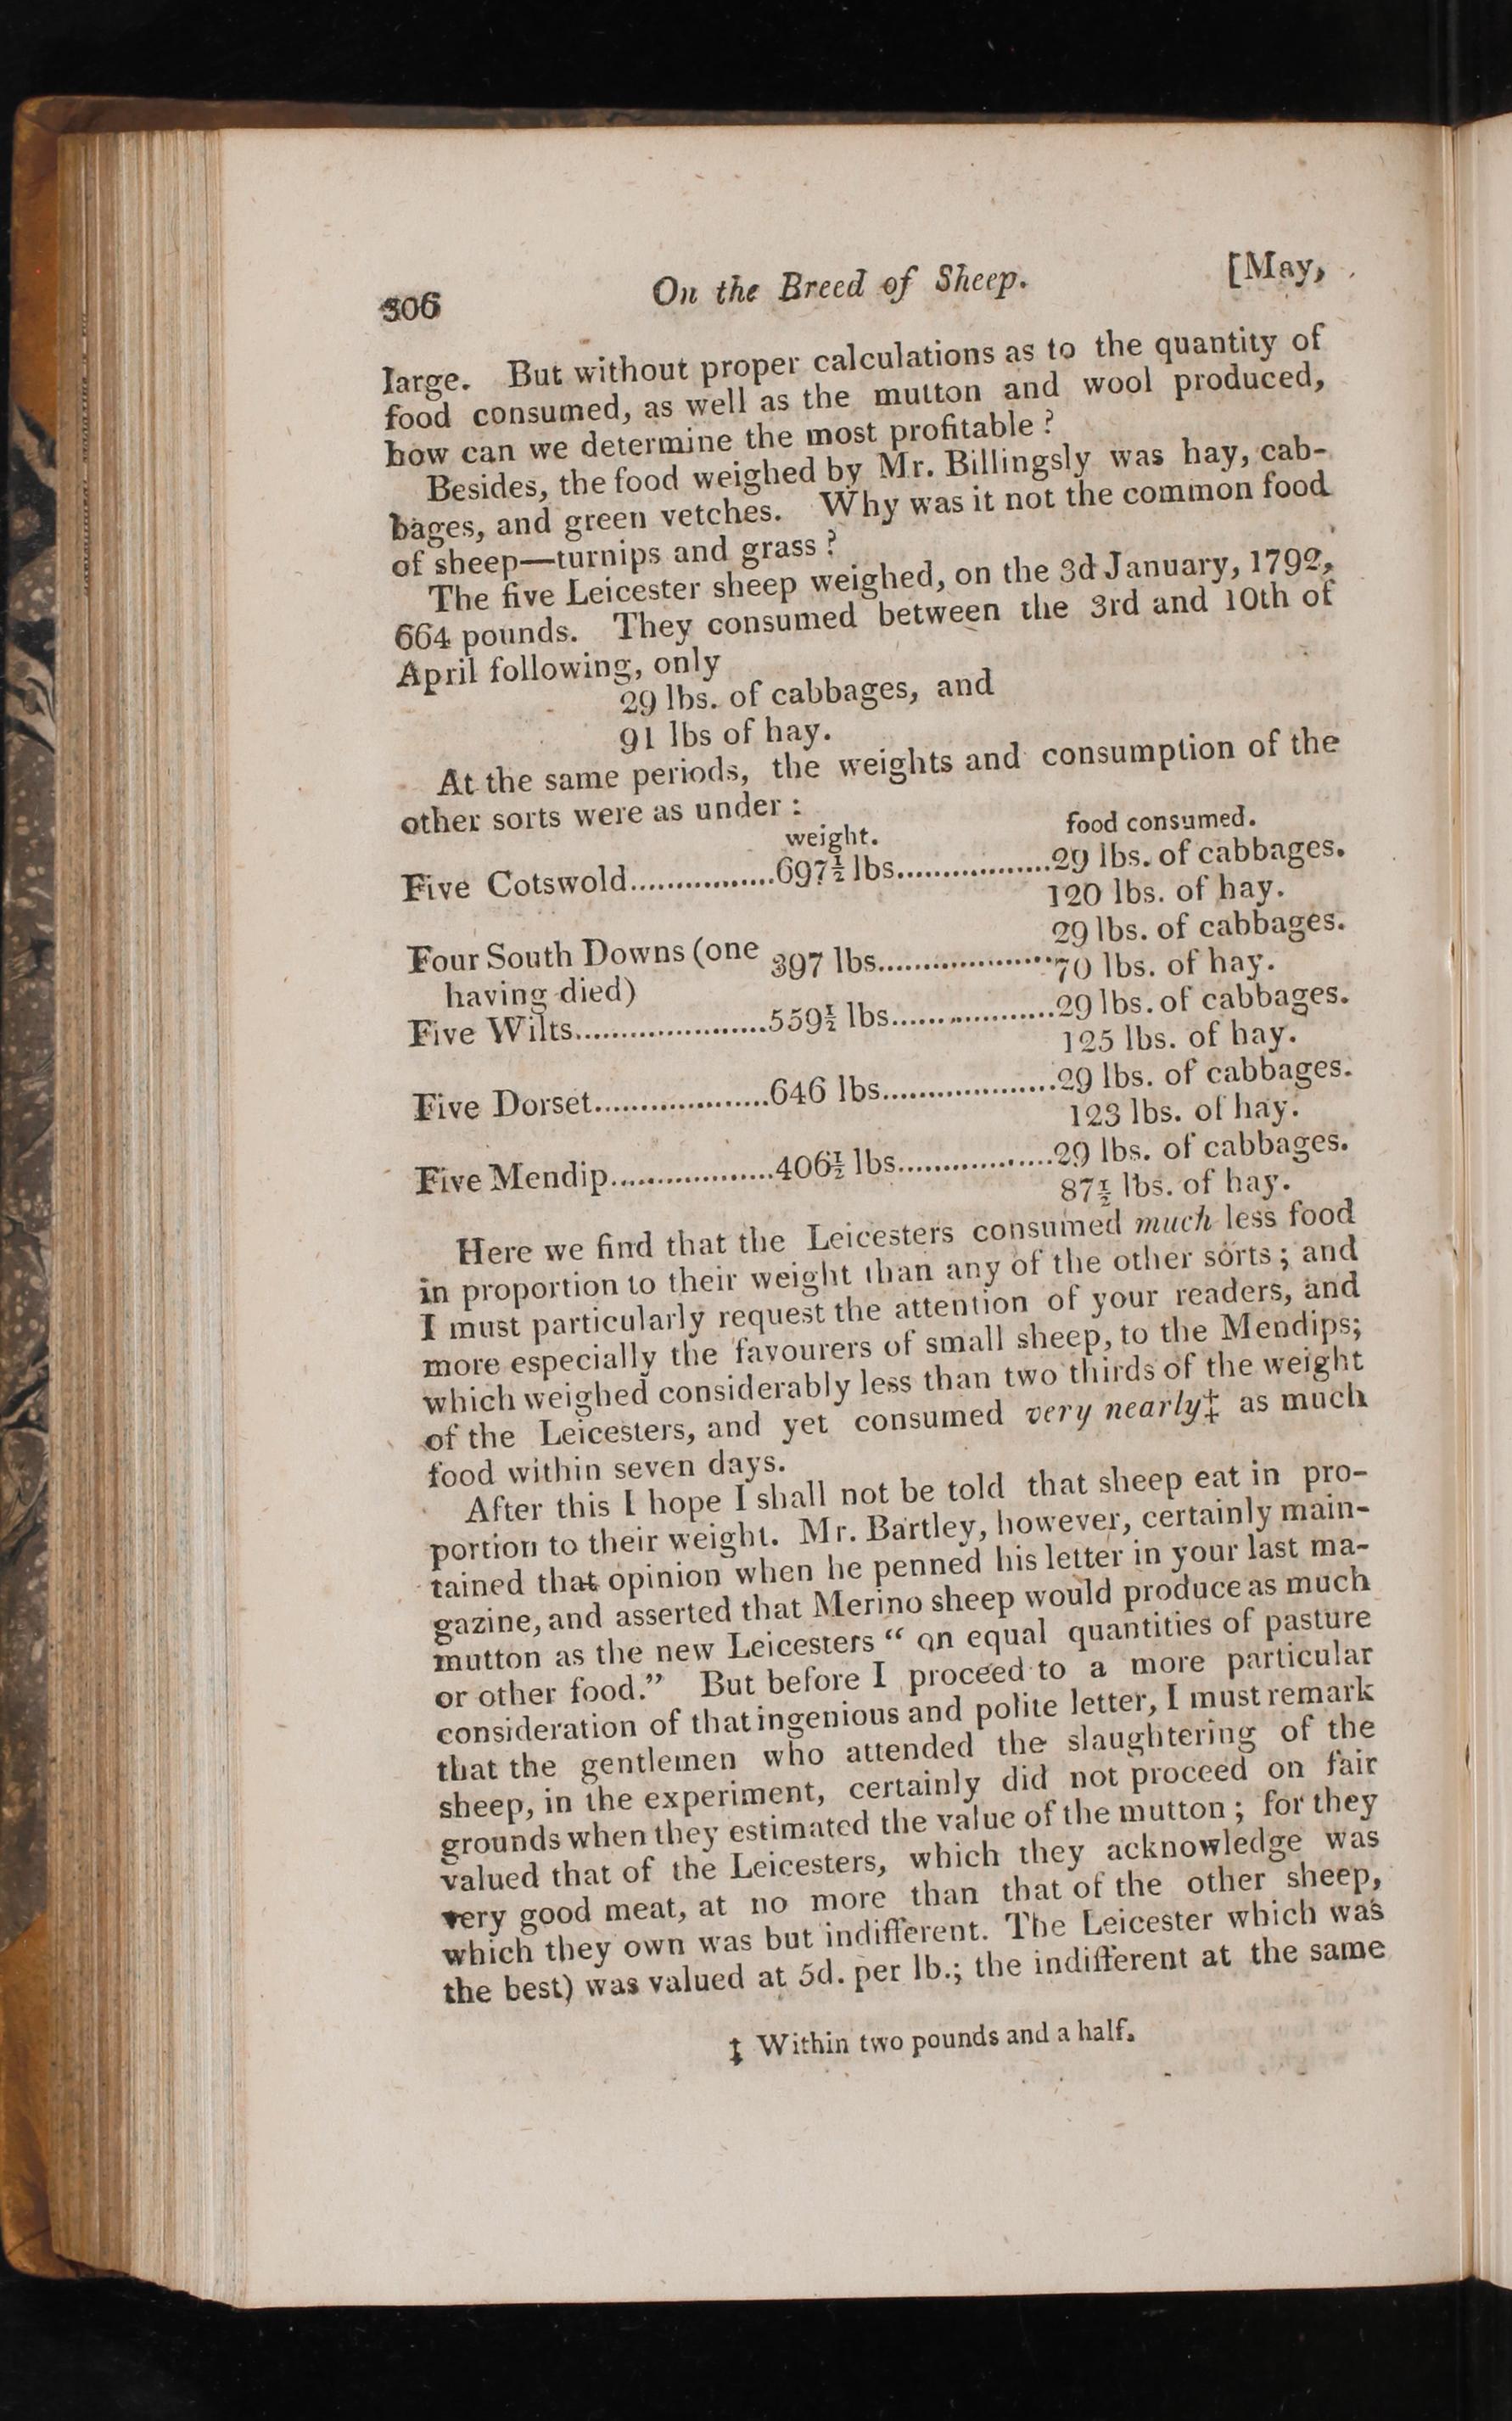 306 On the Breed of Sheep. [May,
large. But without proper calculations as to the quantity of
food consumed, as well as the mutton and wool produced,
how can we determine the most profitable?
Besides, the food weighed by Mr. Billingsly was hay, cab-
bages, and green vetches. Why was it not the common food
of sheep—turnips and grass?
The five Leicester sheep weighed, on the 3d January, 1792,
664 pounds. They consumed between the 3rd and 10th of
April following, only
29 lbs. of cabbages, and
91 lbs of hay.
At the same periods, the weights and consumption of the
other sorts were as under:
weight. food consumed.
Five Cotswold................697½ lbs.................29 lbs. of cabbages.
120 lbs. of hay.
29 lbs. of cabbages.
Four South Downs (one 397 lbs...................70 lbs. of hay.
having died)
Five Wilts.....................559½ lbs..................29 lbs. of cabbages.
125 lbs. of hay.
Five Dorset...................646 lbs...................29 lbs. of cabbages.
123 lbs. of hay.
Five Mendip..................406½ lbs.................29 lbs. of cabbages.
87½ lbs. of hay.
Here we find that the Leicesters consumed much less food
in proportion to their weight than any of the other sorts; and
I must particularly request the attention of your readers, and
more especially the favourers of small sheep, to the Mendips;
which weighed considerably less than two thirds of the weight
of the Leicesters, and yet consumed very nearly‡ as much
food within seven days.
After this I hope I shall not be told that sheep eat in pro-
portion to their weight. Mr. Bartley, however, certainly main-
tained that opinion when he penned his letter in your last ma-
gazine, and asserted that Merino sheep would produce as much
mutton as the new Leicesters “ on equal quantities of pasture
or other food.” But before I proceed to a more particular
consideration of that ingenious and polite letter, I must remark
that the gentlemen who attended the slaughtering of the
sheep, in the experiment, certainly did not proceed on fair
grounds when they estimated the value of the mutton; for they
valued that of the Leicesters, which they acknowledge was
very good meat, at no more than that of the other sheep,
which they own was but indifferent. The Leicester which was
the best) was valued at 5d. per lb.; the indifferent at the same
‡ Within two pounds and a half.